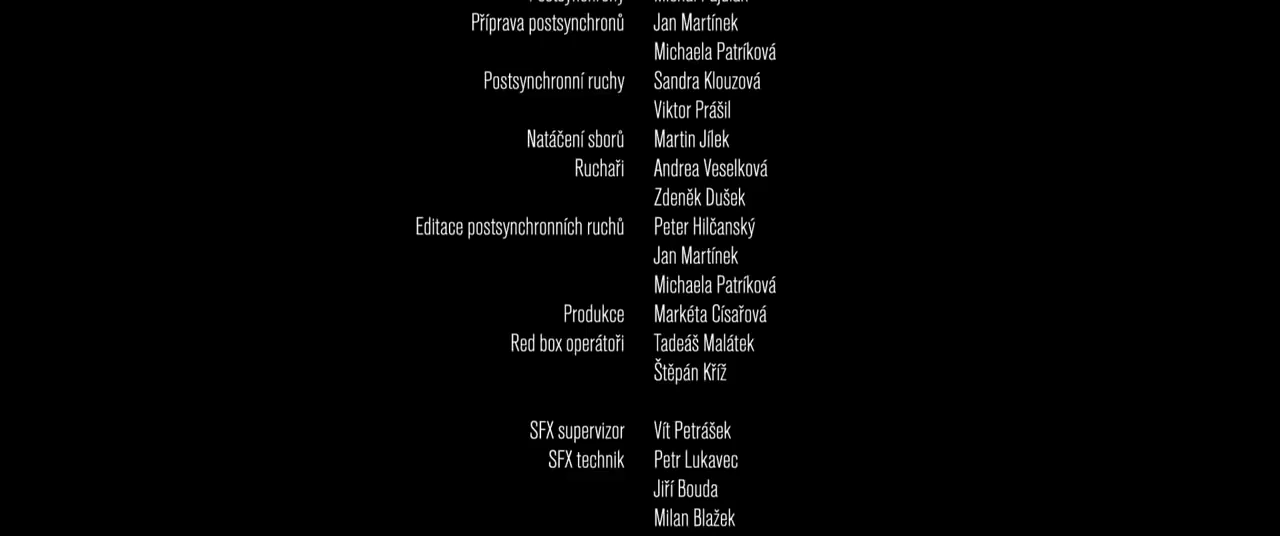 Příprava postsynchronů Jan Martínek
Michaela Patríková
Postsynchronní ruchy Sandra Klouzová
Viktor Prášil
Natáčení sborů Martin Jílek
Ruchaři Andrea Veselková
Zdeněk Dušek
Editace postsynchronních ruchů Peter Hilčanský
Jan Martínek
Michaela Patríková
Produkce Markéta Císařová
Red box operátoři Tadeáš Malátek
Štěpán Kříž
SFX supervizor Vít Petrášek
SFX technik Petr Lukavec
Jiří Bouda
Milan Blažek